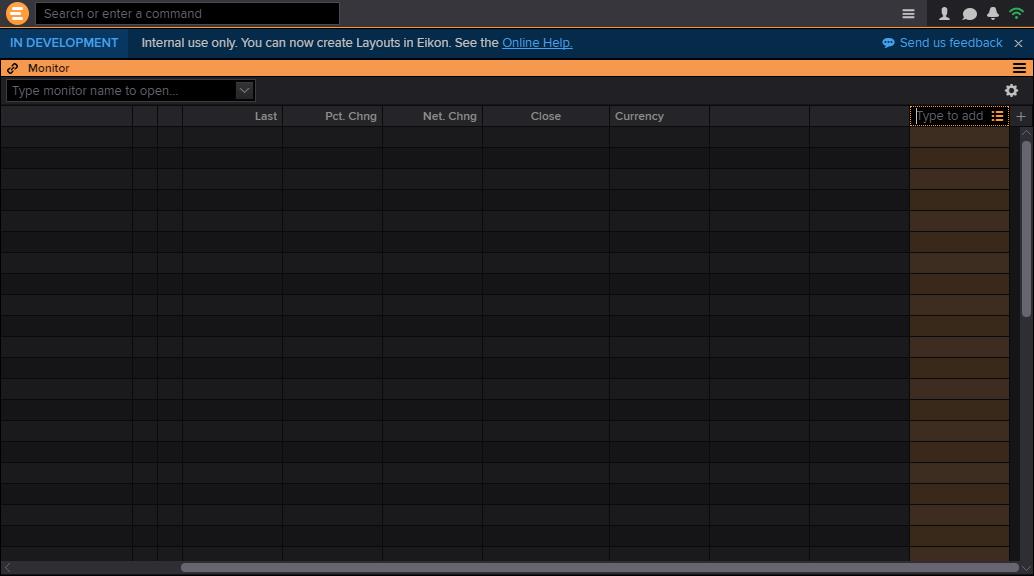 Search or enter a command
IN DEVELOPMENT Internal use only. You can now create Layouts in Eikon. See the Online Help. Send us feedback
Monitor
Type monitor name to open...
Last Pct. Chng Net. Chng Close Currency Type to add